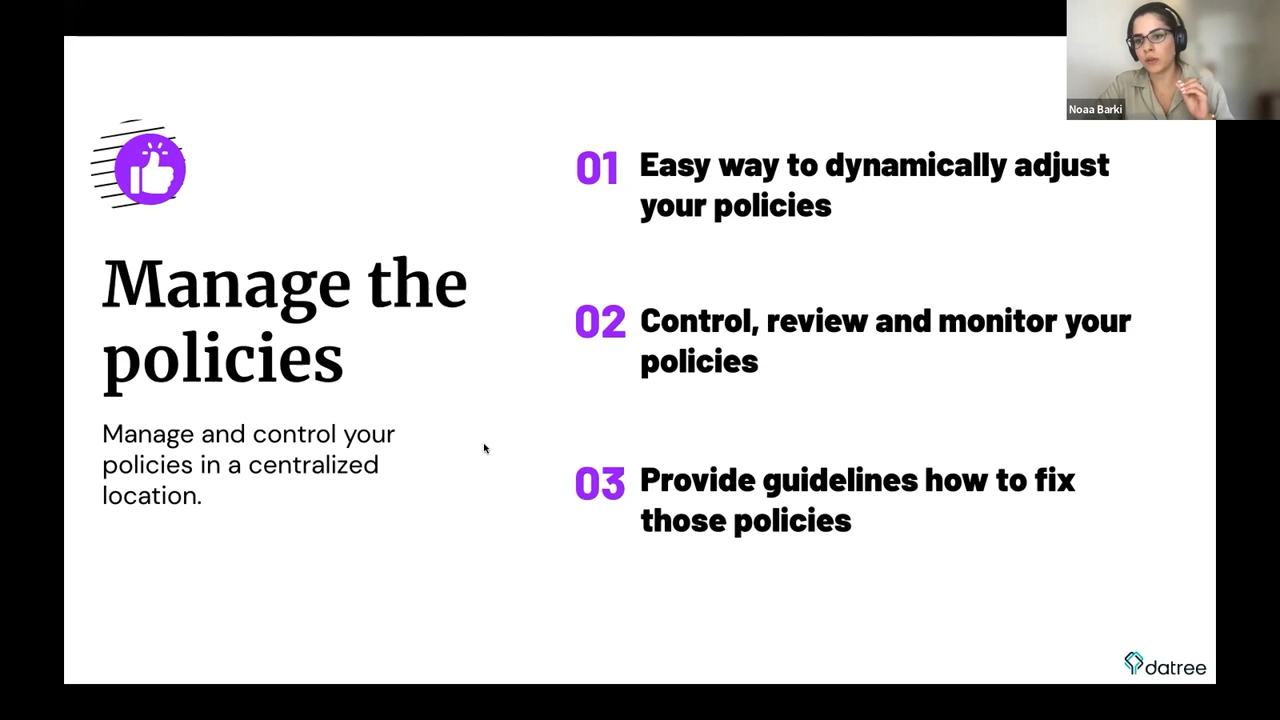 Noaa Barki
Manage the
policies
Manage and control your
policies in a centralized
location.
01 Easy way to dynamically adjust
your policies
02 Control, review and monitor your
policies
03 Provide guidelines how to fix
those policies
datree